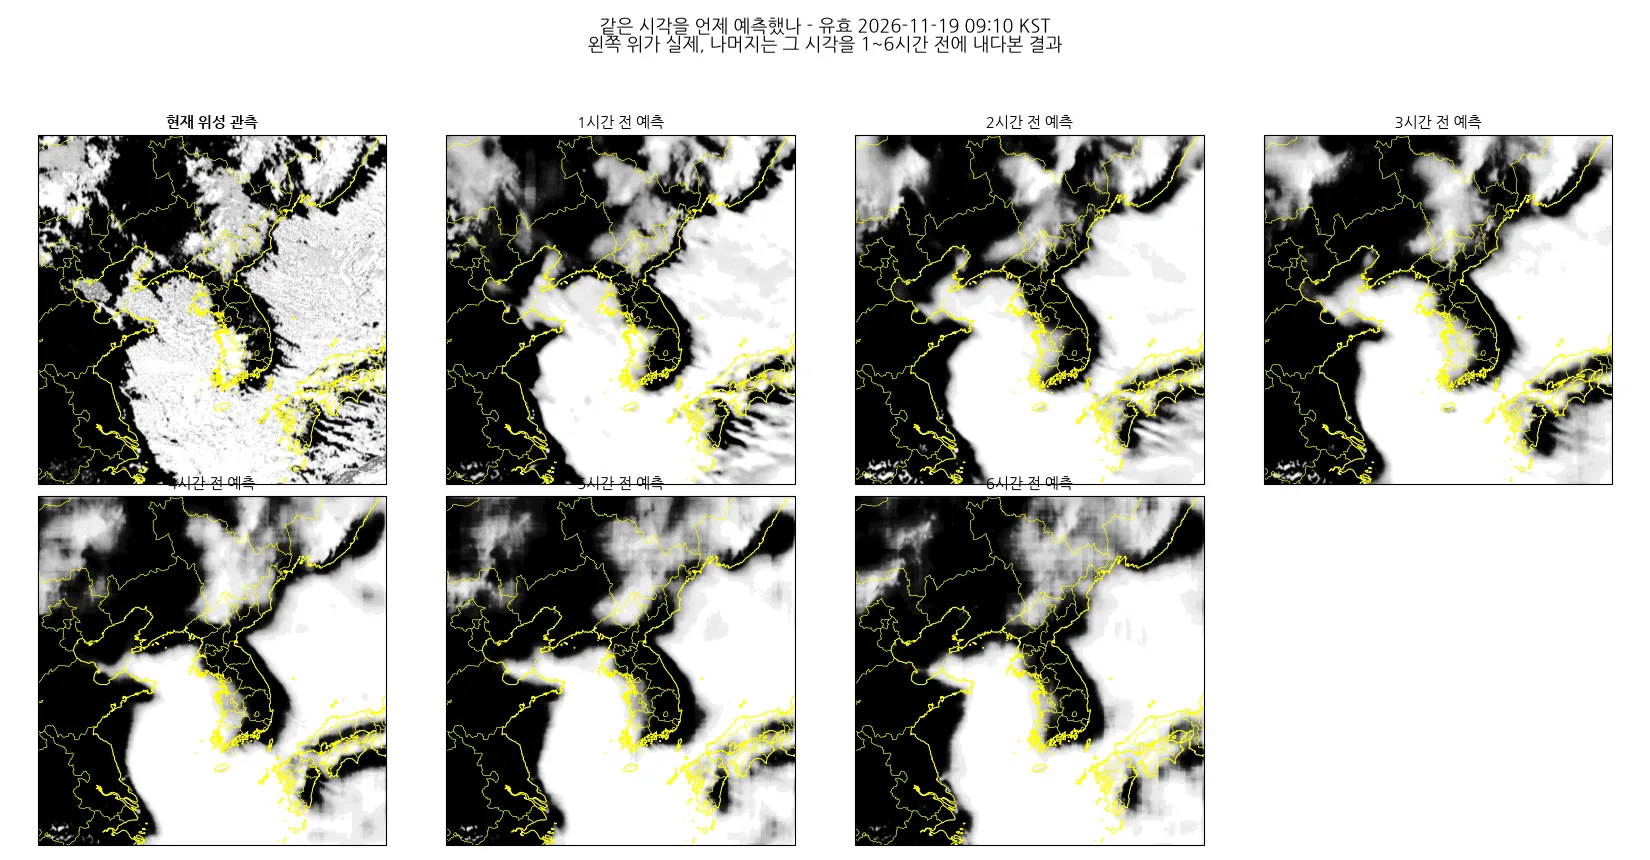 같은 시각을 언제 예측했나 - 유효 2026-11-19 09:10 KST
왼쪽 위가 실제, 나머지는 그 시각을 1~6시간 전에 내다본 결과
현재 위성 관측
1시간 전 예측
2시간 전 예측
3시간 전 예측
4시간 전 예측
5시간 전 예측
6시간 전 예측